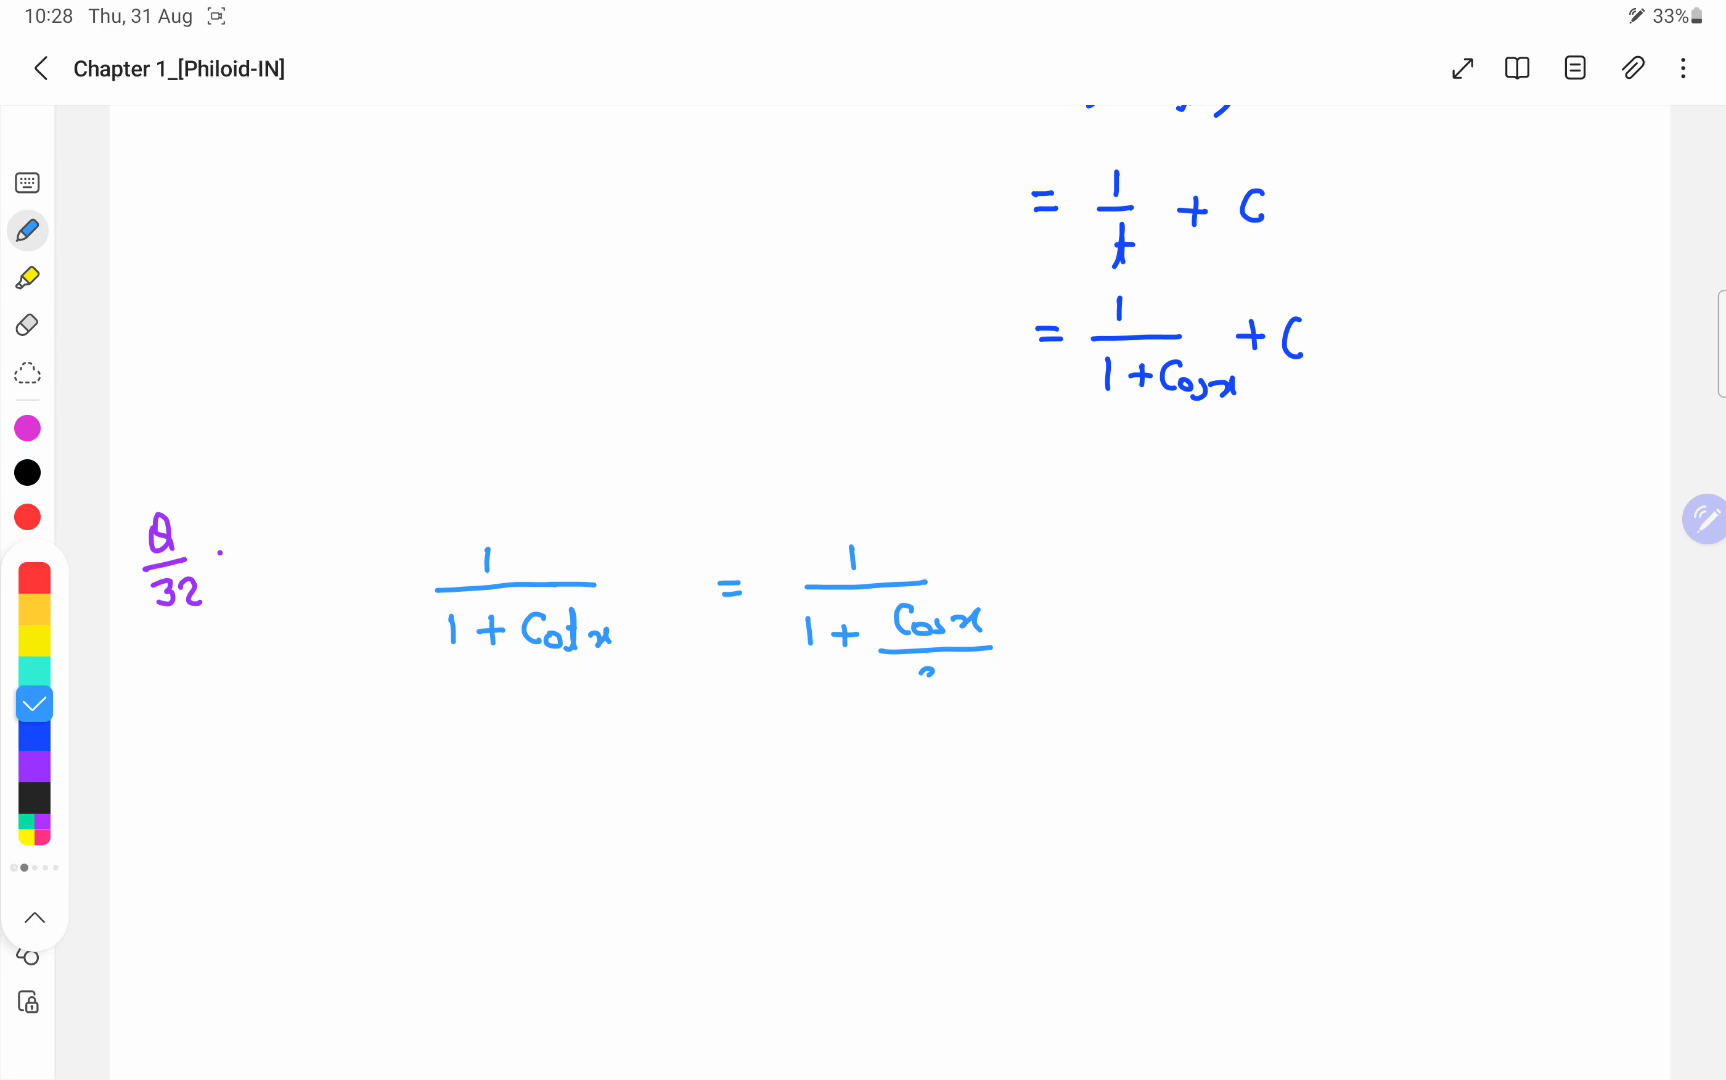 10:28 Thu, 31 Aug 33%
Chapter 1_[Philoid-IN]
= 1/t + C
= 1/(1 + Cosx) + C
Q/32 .
1/(1 + Cotx) = 1/(1 + Cosx/